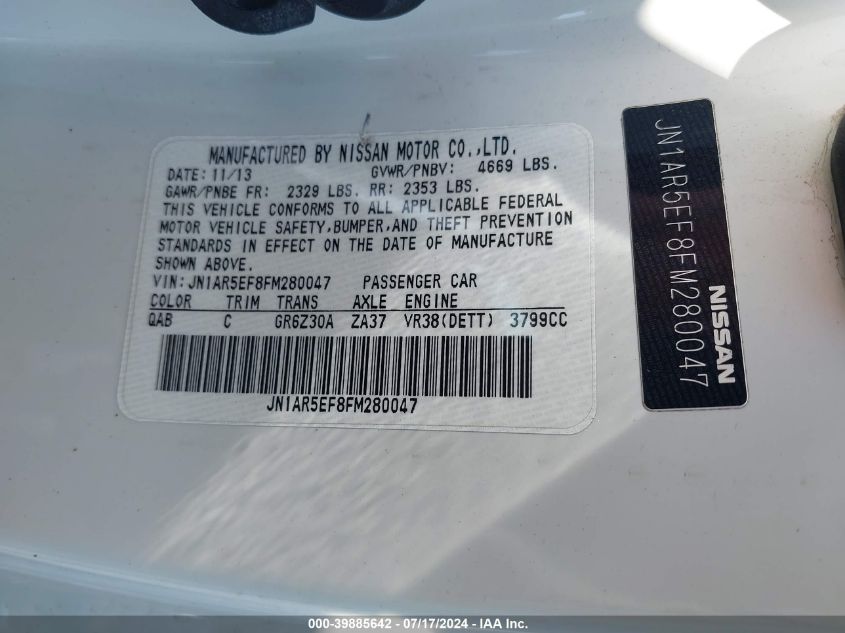 MANUFACTURED BY NISSAN MOTOR CO.,LTD.
DATE: 11/13 GVWR/PNBV: 4669 LBS.
GAWR/PNBE FR: 2329 LBS. RR: 2353 LBS.
THIS VEHICLE CONFORMS TO ALL APPLICABLE FEDERAL
MOTOR VEHICLE SAFETY,BUMPER,AND THEFT PREVENTION
STANDARDS IN EFFECT ON THE DATE OF MANUFACTURE
SHOWN ABOVE.
VIN: JN1AR5EF8FM280047 PASSENGER CAR
COLOR TRIM TRANS AXLE ENGINE
QAB C GR6Z30A ZA37 VR38(DETT) 3799CC
JN1AR5EF8FM280047
JN1AR5EF8FM280047
NISSAN
000-39885642 - 07/17/2024 - IAA Inc.